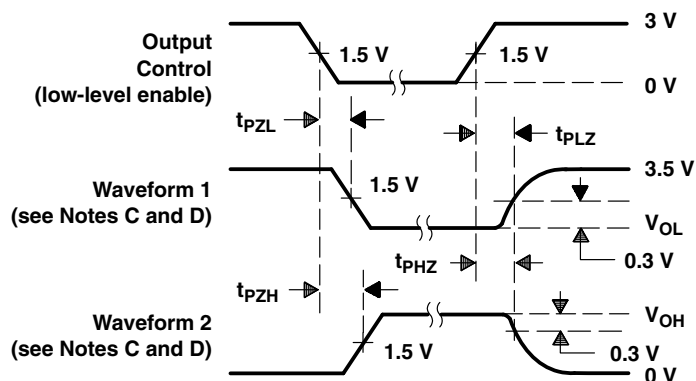 Output
Control
(low-level enable)
1.5 V
1.5 V
3 V
0 V
tPZL
tPLZ
Waveform 1
(see Notes C and D)
1.5 V
3.5 V
VOL
0.3 V
tPHZ
tPZH
Waveform 2
(see Notes C and D)
1.5 V
VOH
0.3 V
0 V